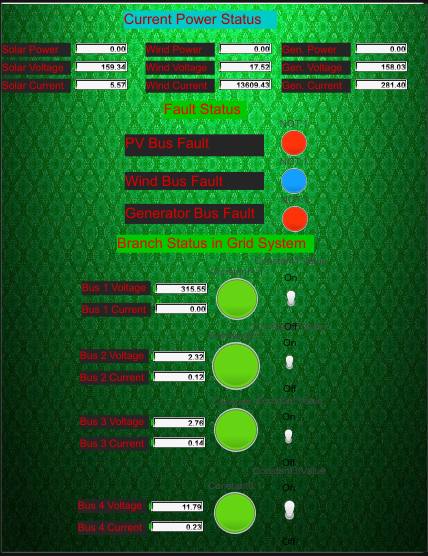 Current Power Status
Solar Power 0.00 Wind Power 0.00 Gen. Power 0.00
Solar Voltage 159.34 Wind Voltage 17.52 Gen. Voltage 158.03
Solar Current 5.57 Wind Current 13609.43 Gen. Current 281.40
Fault Status
NOT
PV Bus Fault
NOT
Wind Bus Fault
NOT
Generator Bus Fault
Branch Status in Grid System
On
Bus 1 Voltage 315.55
Bus 1 Current 0.00
Off
On
Bus 2 Voltage 2.32
Bus 2 Current 0.12
Off
On
Bus 3 Voltage 2.76
Bus 3 Current 0.14
Off
On
Bus 4 Voltage 11.79
Bus 4 Current 0.23
Off